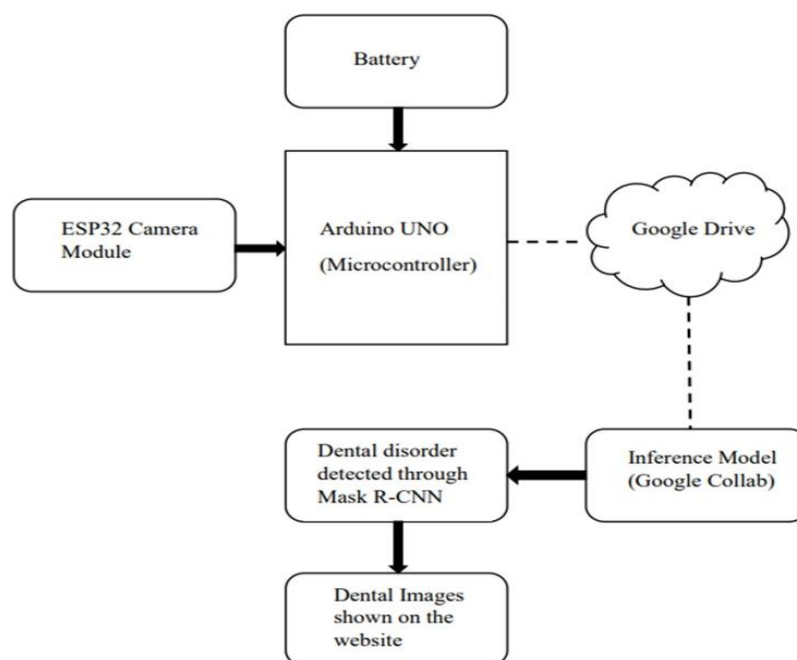 Battery
ESP32 Camera
Module
Arduino UNO
(Microcontroller)
Google Drive
Dental disorder
detected through
Mask R-CNN
Inference Model
(Google Collab)
Dental Images
shown on the
website